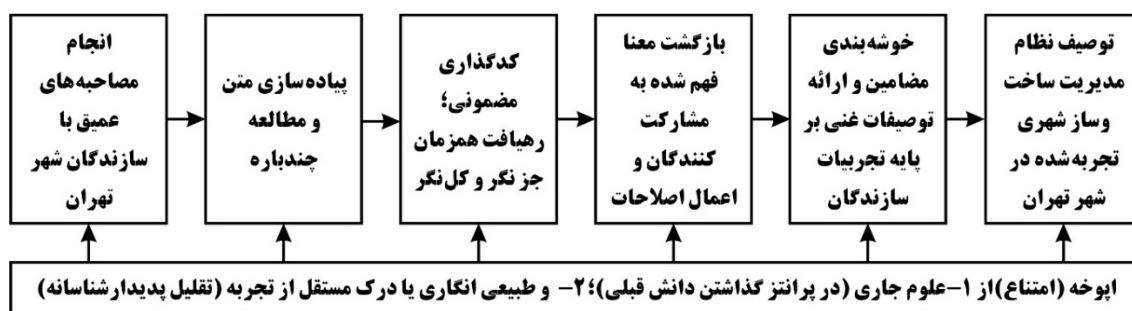 انجام
مصاحبه‌های
عمیق با
سازندگان شهر
تهران
پیاده‌سازی متن
و مطالعه
چندباره
کدگذاری
مضمونی؛
رهیافت همزمان
جز نگر و کل‌نگر
بازگشت معنا
فهم شده به
مشارکت
کنندگان و
اعمال اصلاحات
خوشه‌بندی
مضامین و ارائه
توصیفات غنی بر
پایه تجربیات
سازندگان
توصیف نظام
مدیریت ساخت
وساز شهری
تجربه‌شده در
شهر تهران
اپوخه (امتناع)از ۱-علوم جاری (در پرانتز گذاشتن دانش قبلی)؛۲- و طبیعی انگاری یا درک مستقل از تجربه (تقلیل پدیدارشناسانه)